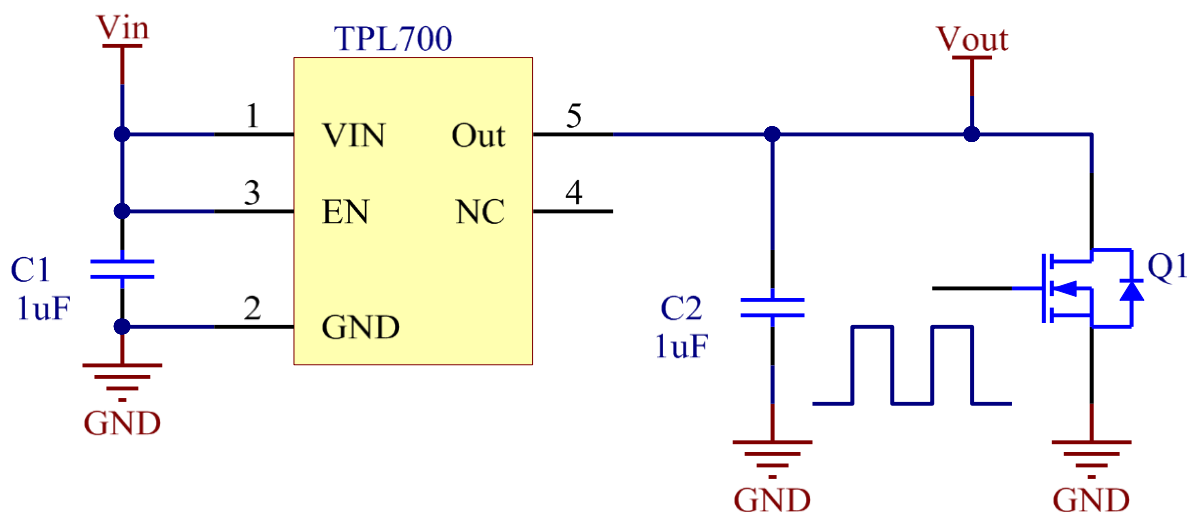 Vin
TPL700
Vout
1
VIN
Out
5
3
EN
NC
4
C1
1uF
2
GND
GND
C2
1uF
GND
Q1
GND